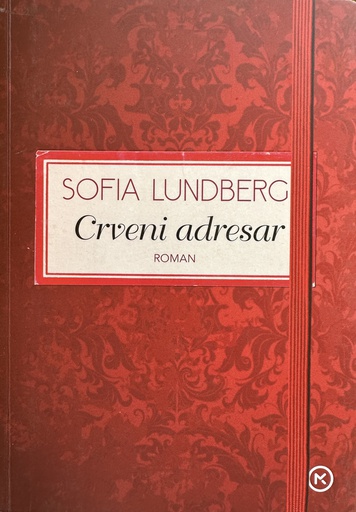 SOFIA LUNDBERG
Crveni adresar
ROMAN